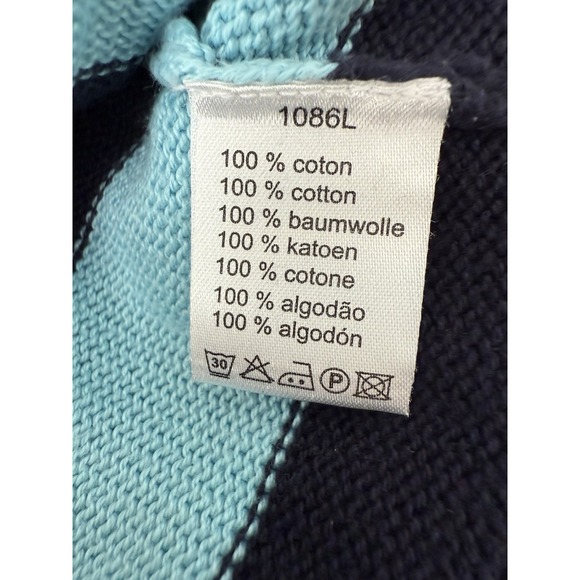 1086L
100 % coton
100 % cotton
100 % baumwolle
100 % katoen
100 % cotone
100 % algodão
100 % algodón
30 P